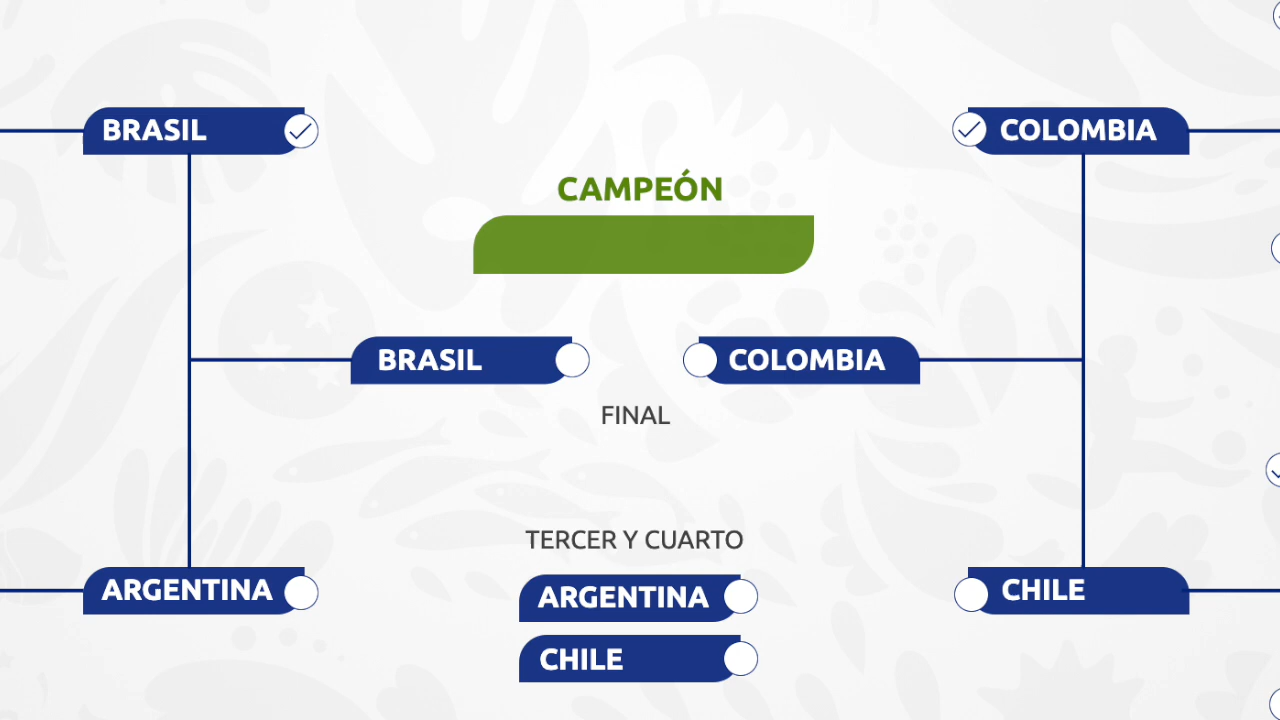 BRASIL
COLOMBIA
CAMPEÓN
BRASIL
COLOMBIA
FINAL
TERCER Y CUARTO
ARGENTINA
ARGENTINA
CHILE
CHILE